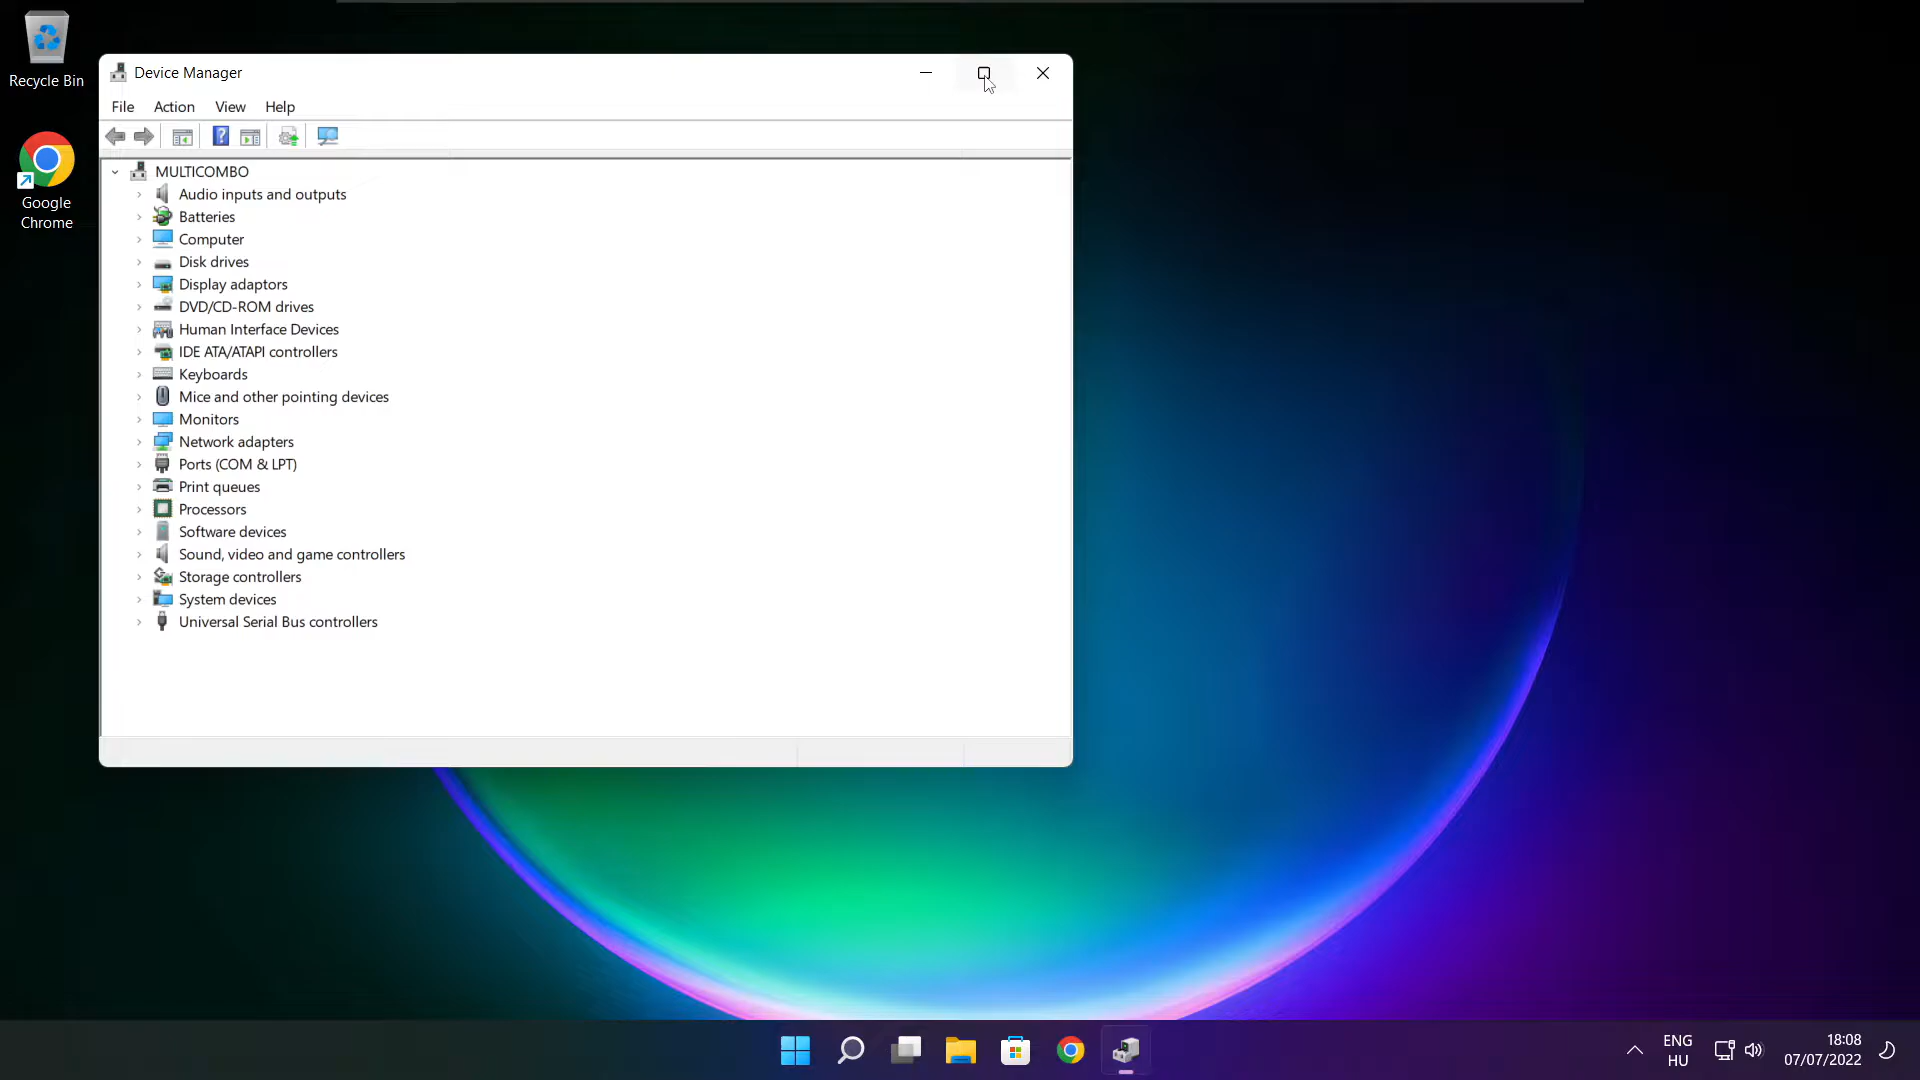 Recycle Bin
Google
Chrome
Device Manager
File Action View Help
MULTICOMBO
Audio inputs and outputs
Batteries
Computer
Disk drives
Display adaptors
DVD/CD-ROM drives
Human Interface Devices
IDE ATA/ATAPI controllers
Keyboards
Mice and other pointing devices
Monitors
Network adapters
Ports (COM & LPT)
Print queues
Processors
Software devices
Sound, video and game controllers
Storage controllers
System devices
Universal Serial Bus controllers
ENG
HU
18:08
07/07/2022